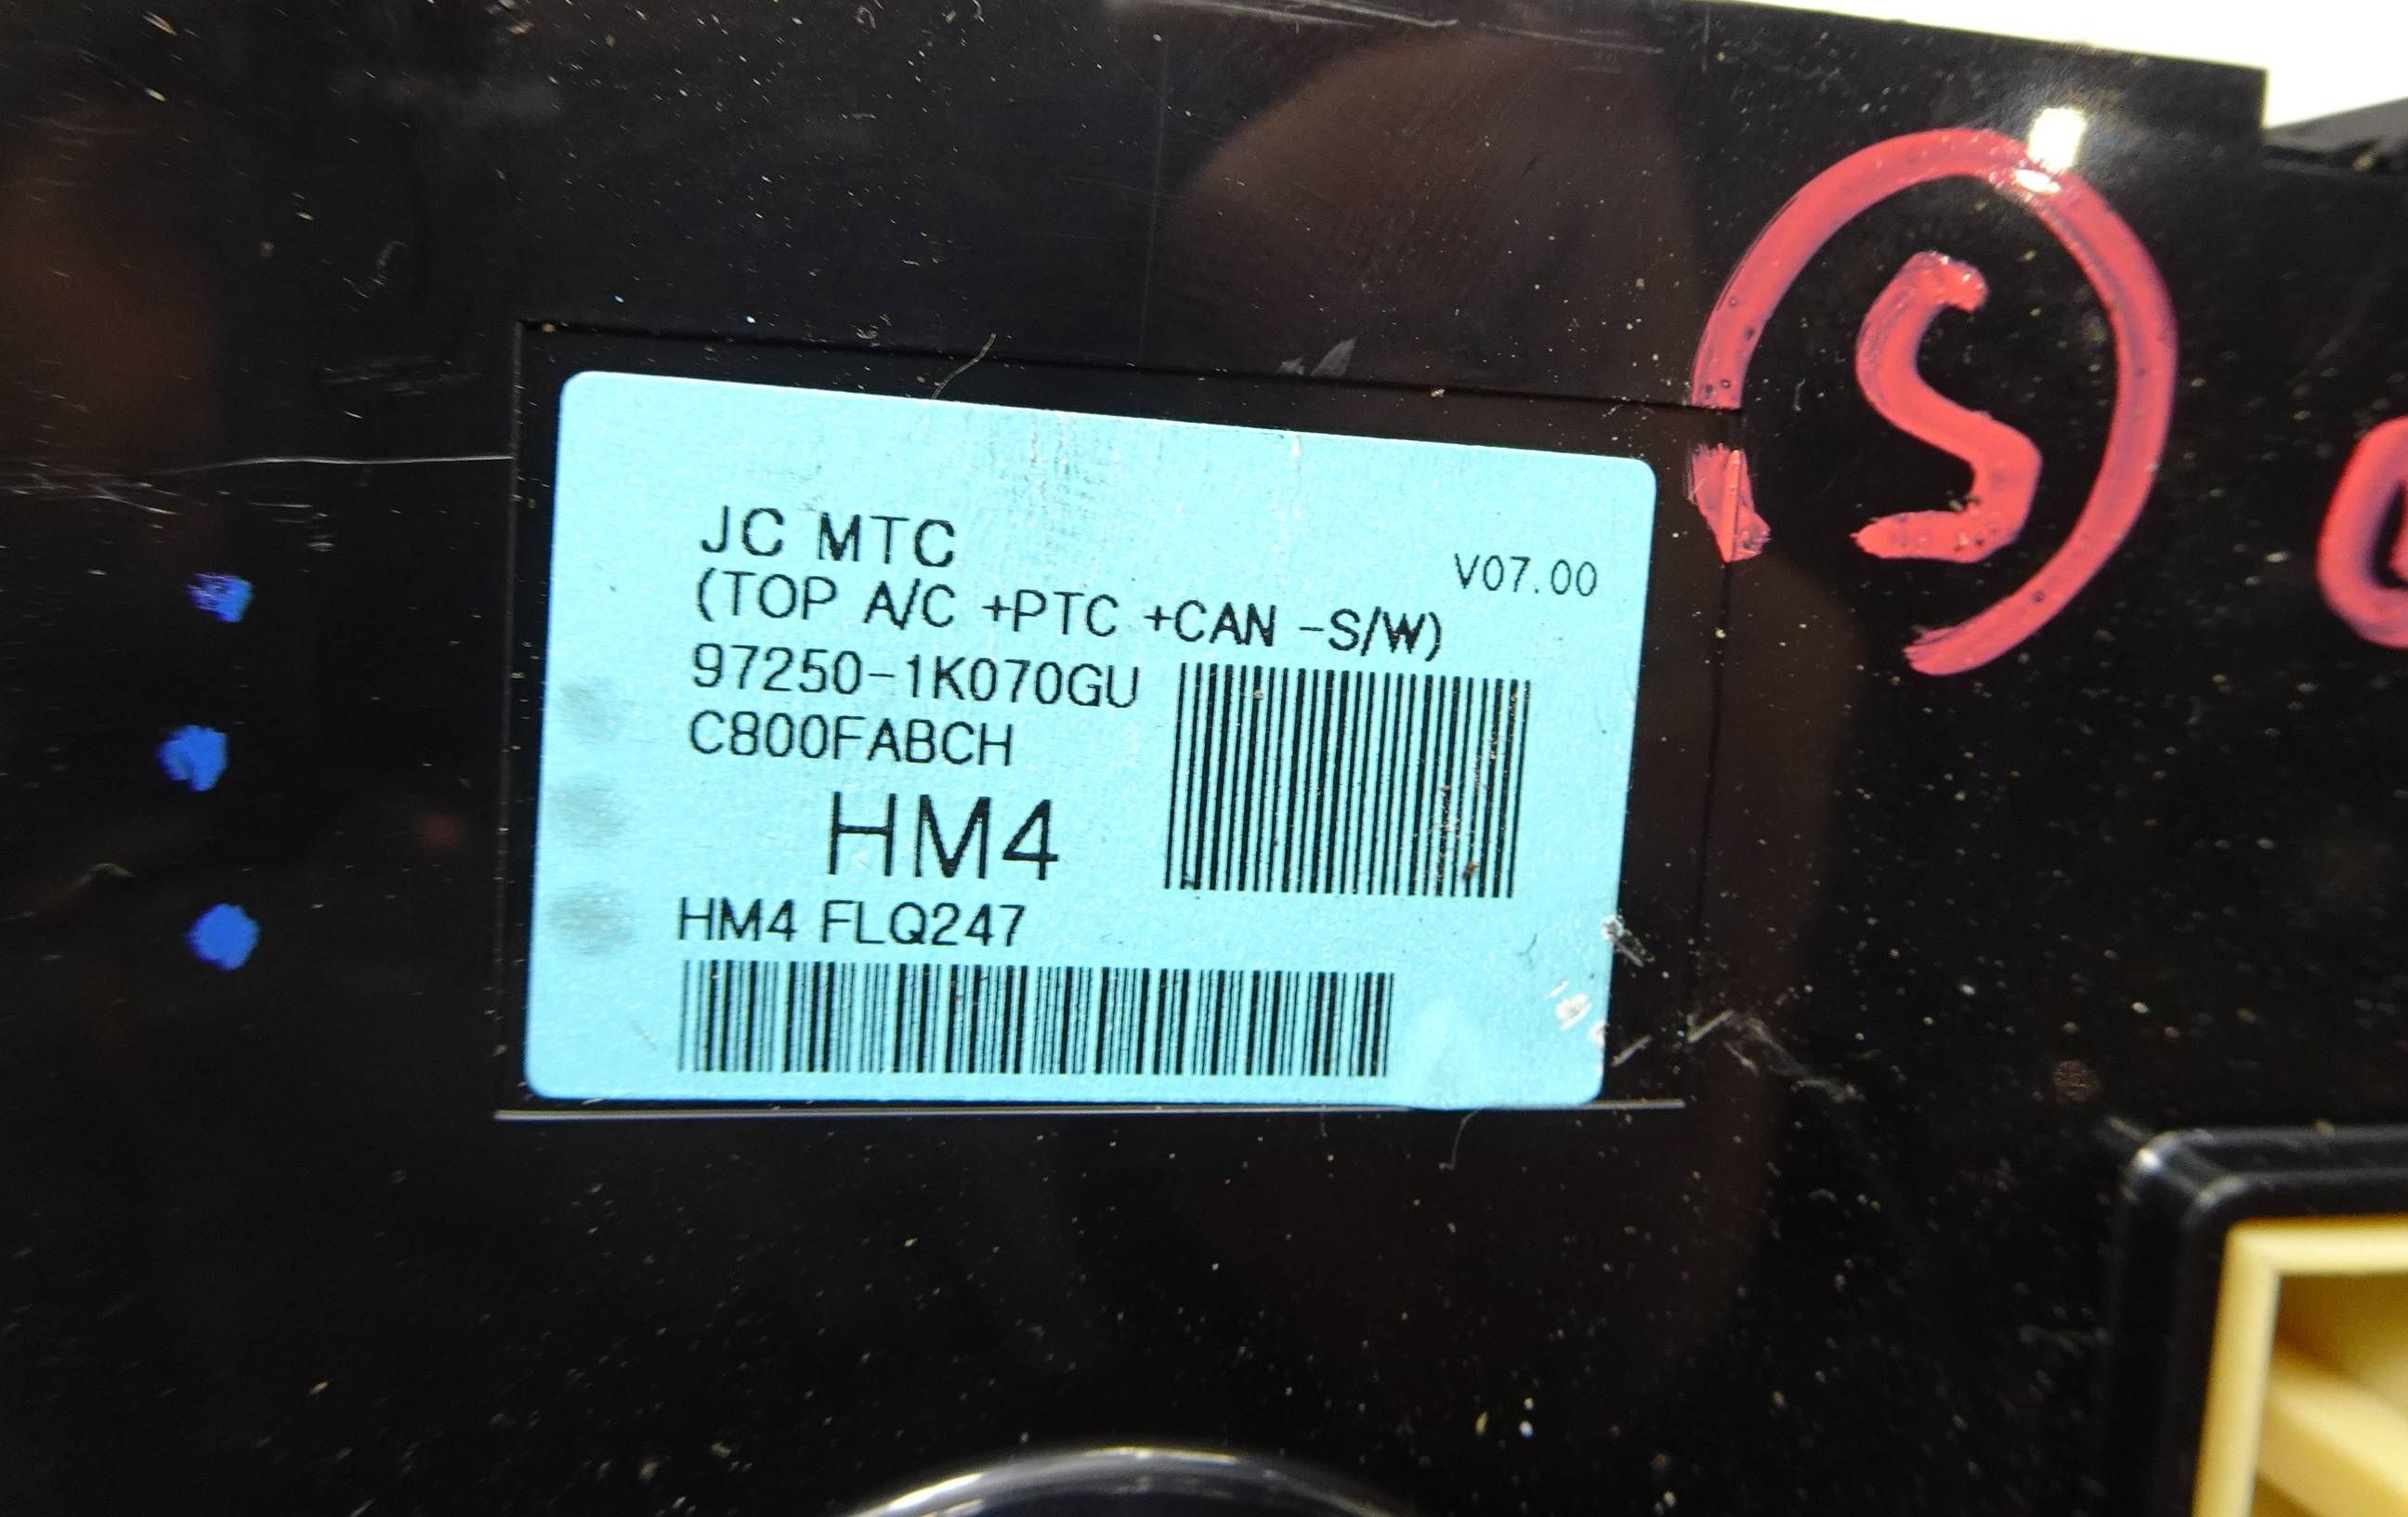 JC MTC
V07.00
(TOP A/C +PTC +CAN -S/W)
97250-1K070GU
C800FABCH
HM4
HM4 FLQ247
S